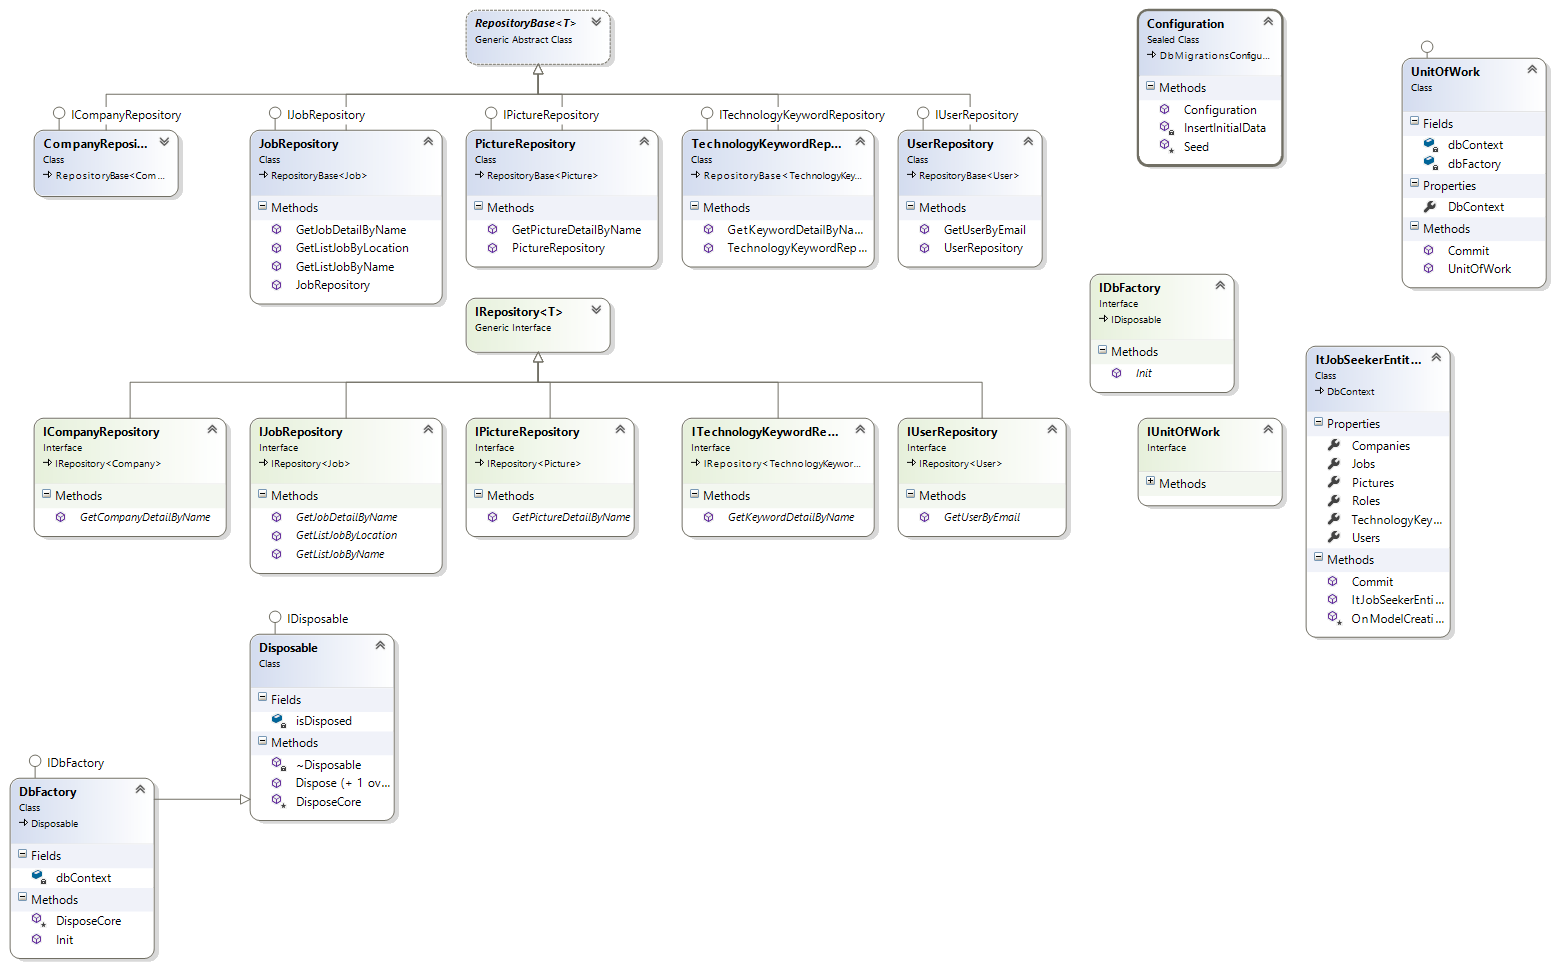 RepositoryBase<T>
Generic Abstract Class
ICompanyRepository
CompanyReposi...
Class
RepositoryBase<Com...
IJobRepository
JobRepository
Class
RepositoryBase<Job>
Methods
GetJobDetailByName
GetListJobByLocation
GetListJobByName
JobRepository
IPictureRepository
PictureRepository
Class
RepositoryBase<Picture>
Methods
GetPictureDetailByName
PictureRepository
ITechnologyKeywordRepository
TechnologyKeywordRep...
Class
RepositoryBase<TechnologyKey...
Methods
GetKeywordDetailByNa...
TechnologyKeywordRep...
IUserRepository
UserRepository
Class
RepositoryBase<User>
Methods
GetUserByEmail
UserRepository
Configuration
Sealed Class
DbMigrationsConfigu...
Methods
Configuration
InsertInitialData
Seed
UnitOfWork
Class
Fields
dbContext
dbFactory
Properties
DbContext
Methods
Commit
UnitOfWork
IRepository<T>
Generic Interface
IDbFactory
Interface
IDisposable
Methods
Init
ICompanyRepository
Interface
IRepository<Company>
Methods
GetCompanyDetailByName
IJobRepository
Interface
IRepository<Job>
Methods
GetJobDetailByName
GetListJobByLocation
GetListJobByName
IPictureRepository
Interface
IRepository<Picture>
Methods
GetPictureDetailByName
ITechnologyKeywordRe...
Interface
IRepository<TechnologyKeywor...
Methods
GetKeywordDetailByName
IUserRepository
Interface
IRepository<User>
Methods
GetUserByEmail
IUnitOfWork
Interface
Methods
ItJobSeekerEntit...
Class
DbContext
Properties
Companies
Jobs
Pictures
Roles
TechnologyKey...
Users
Methods
Commit
ItJobSeekerEnti...
OnModelCreati...
IDisposable
Disposable
Class
Fields
isDisposed
Methods
~Disposable
Dispose (+ 1 ov...
DisposeCore
IDbFactory
DbFactory
Class
Disposable
Fields
dbContext
Methods
DisposeCore
Init